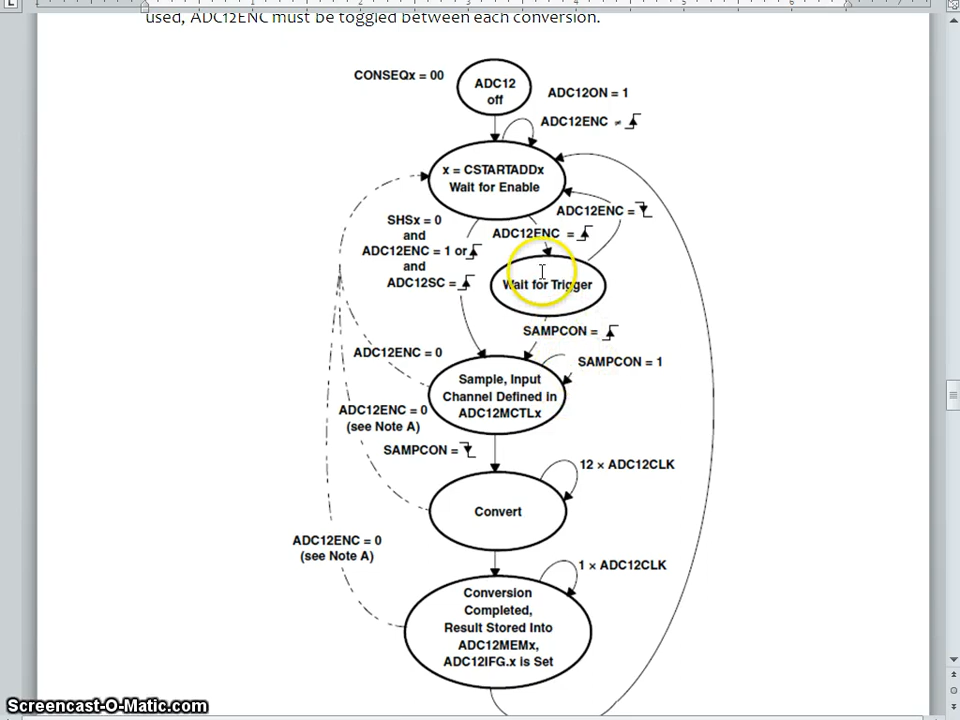 used, ADC12ENC must be toggled between each conversion.
CONSEQx = 00
ADC12
off
ADC12ON = 1
ADC12ENC ≠
x = CSTARTADDx
Wait for Enable
ADC12ENC =
SHSx = 0
and
ADC12ENC = 1 or
and
ADC12SC =
ADC12ENC =
Wait for Trigger
SAMPCON =
SAMPCON = 1
ADC12ENC = 0
Sample, Input
Channel Defined in
ADC12MCTLx
ADC12ENC = 0
(see Note A)
SAMPCON =
12 × ADC12CLK
Convert
ADC12ENC = 0
(see Note A)
1 × ADC12CLK
Conversion
Completed,
Result Stored Into
ADC12MEMx,
ADC12IFG.x is Set
Screencast-O-Matic.com